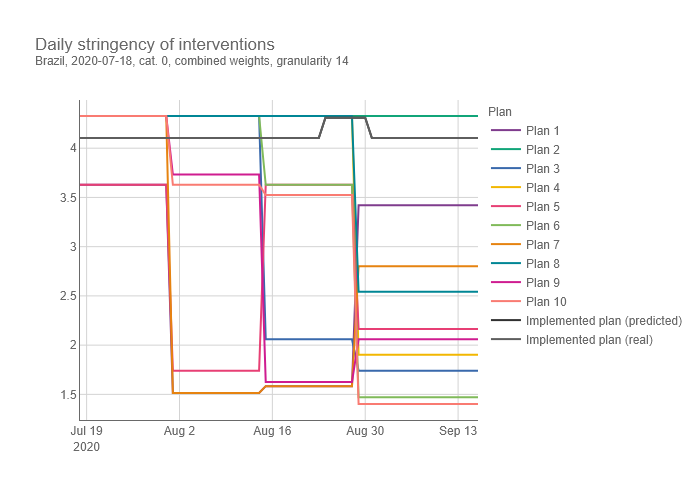 Daily stringency of interventions
Brazil, 2020-07-18, cat. 0, combined weights, granularity 14
Plan
Plan 1
Plan 2
Plan 3
Plan 4
Plan 5
Plan 6
Plan 7
Plan 8
Plan 9
Plan 10
Implemented plan (predicted)
Implemented plan (real)
4
3.5
3
2.5
2
1.5
Jul 19 Aug 2 Aug 16 Aug 30 Sep 13
2020